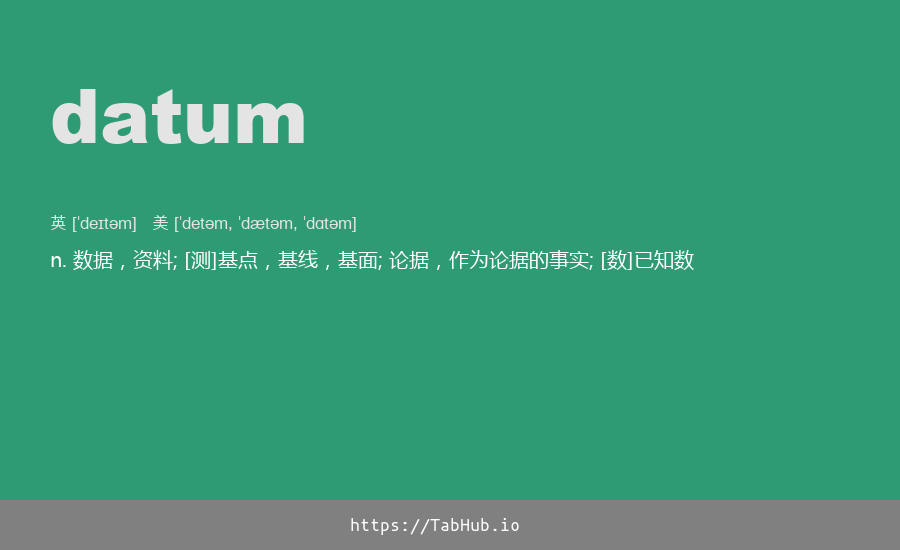 datum
英 [ˈdeɪtəm] 美 [ˈdetəm, ˈdætəm, ˈdɑtəm]
n. 数据，资料; [测]基点，基线，基面; 论据，作为论据的事实; [数]已知数
https://TabHub.io